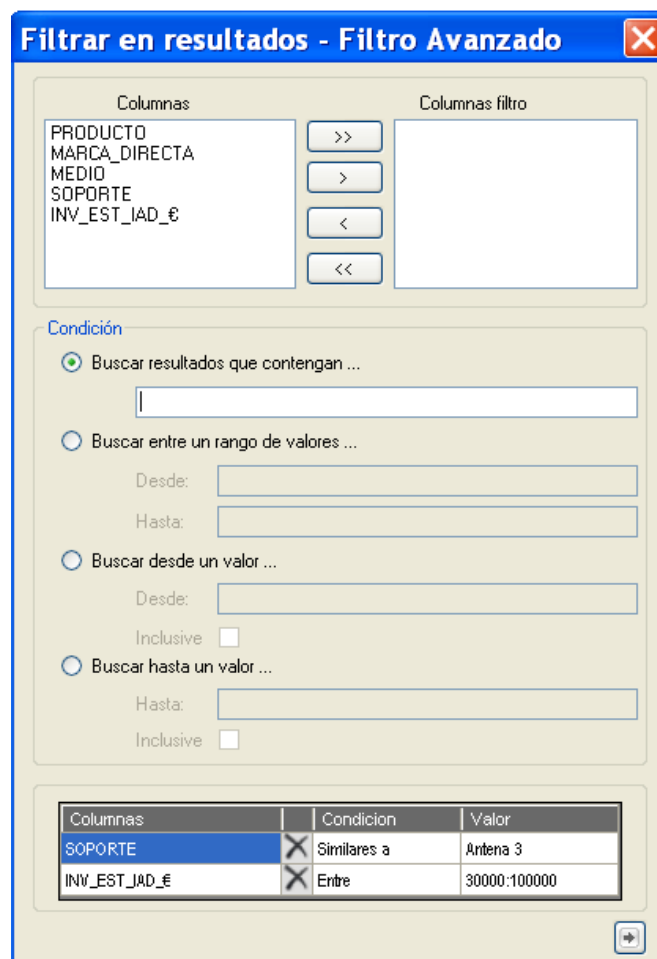 Filtrar en resultados - Filtro Avanzado
Columnas
Columnas filtro
PRODUCTO
MARCA_DIRECTA
MEDIO
SOPORTE
INV_EST_IAD_€
>>
>
<
<<
Condición
Buscar resultados que contengan ...
Buscar entre un rango de valores ...
Desde:
Hasta:
Buscar desde un valor ...
Desde:
Inclusive
Buscar hasta un valor ...
Hasta:
Inclusive
Columnas Condicion Valor
SOPORTE Similares a Antena 3
INV_EST_IAD_€ Entre 30000:100000